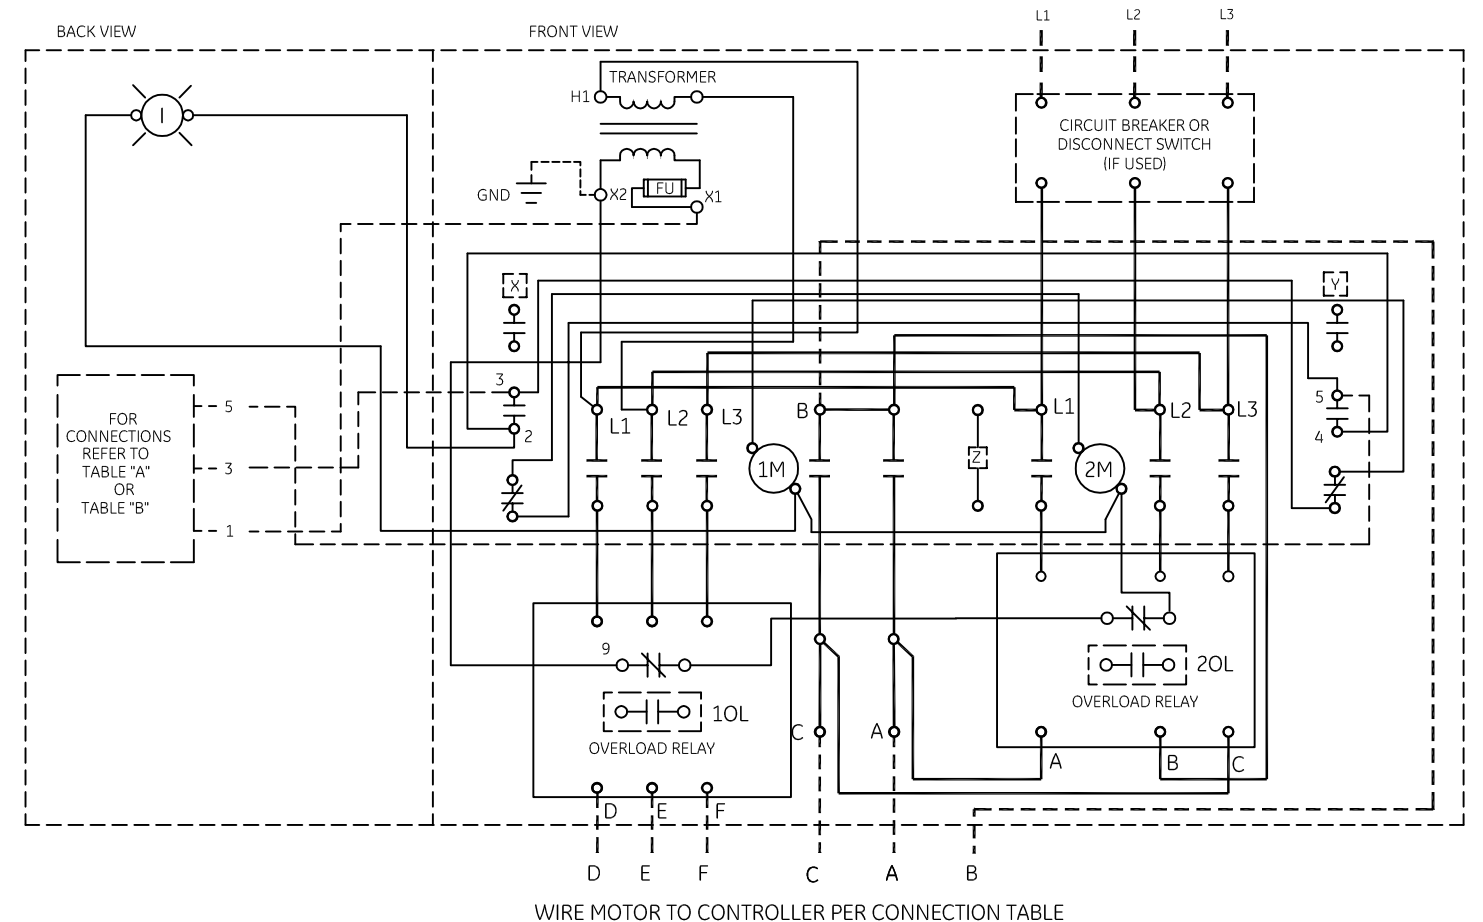 BACK VIEW
FRONT VIEW
L1
L2
L3
TRANSFORMER
H1
I
CIRCUIT BREAKER OR
DISCONNECT SWITCH
(IF USED)
GND
X2
FU
X1
X
Y
3
2
5
4
FOR
CONNECTIONS
REFER TO
TABLE "A"
OR
TABLE "B"
5
3
1
L1
L2
L3
B
L1
L2
L3
1M
Z
2M
9
1OL
OVERLOAD RELAY
2OL
OVERLOAD RELAY
C
A
A
B
C
D
E
F
D
E
F
C
A
B
WIRE MOTOR TO CONTROLLER PER CONNECTION TABLE